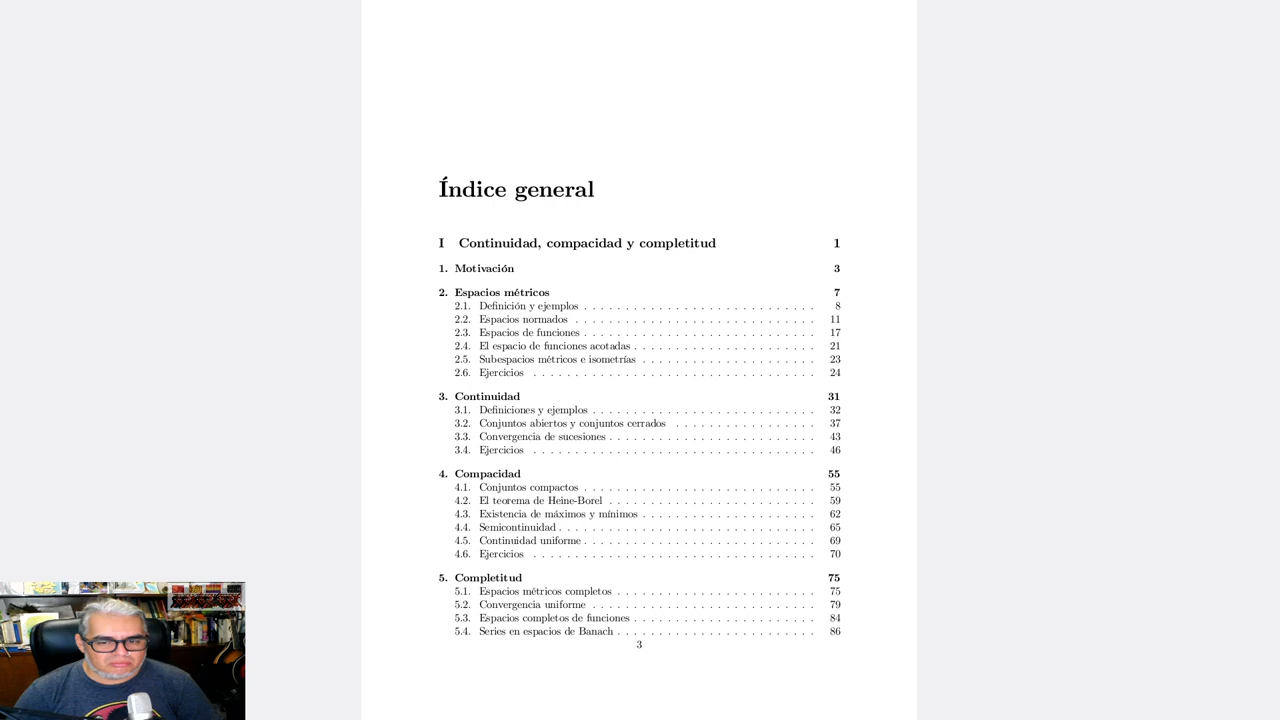 Índice general
I Continuidad, compacidad y completitud 1
1. Motivación 3
2. Espacios métricos 7
2.1. Definición y ejemplos . . . . . . . . . . . . . . . . . . . . . . . . . . . 8
2.2. Espacios normados . . . . . . . . . . . . . . . . . . . . . . . . . . . . 11
2.3. Espacios de funciones . . . . . . . . . . . . . . . . . . . . . . . . . . . 17
2.4. El espacio de funciones acotadas . . . . . . . . . . . . . . . . . . . . . 21
2.5. Subespacios métricos e isometrías . . . . . . . . . . . . . . . . . . . . 23
2.6. Ejercicios . . . . . . . . . . . . . . . . . . . . . . . . . . . . . . . . . 24
3. Continuidad 31
3.1. Definiciones y ejemplos . . . . . . . . . . . . . . . . . . . . . . . . . . 32
3.2. Conjuntos abiertos y conjuntos cerrados . . . . . . . . . . . . . . . . 37
3.3. Convergencia de sucesiones . . . . . . . . . . . . . . . . . . . . . . . . 43
3.4. Ejercicios . . . . . . . . . . . . . . . . . . . . . . . . . . . . . . . . . 46
4. Compacidad 55
4.1. Conjuntos compactos . . . . . . . . . . . . . . . . . . . . . . . . . . . 55
4.2. El teorema de Heine-Borel . . . . . . . . . . . . . . . . . . . . . . . . 59
4.3. Existencia de máximos y mínimos . . . . . . . . . . . . . . . . . . . . 62
4.4. Semicontinuidad . . . . . . . . . . . . . . . . . . . . . . . . . . . . . . 65
4.5. Continuidad uniforme . . . . . . . . . . . . . . . . . . . . . . . . . . . 69
4.6. Ejercicios . . . . . . . . . . . . . . . . . . . . . . . . . . . . . . . . . 70
5. Completitud 75
5.1. Espacios métricos completos . . . . . . . . . . . . . . . . . . . . . . . 75
5.2. Convergencia uniforme . . . . . . . . . . . . . . . . . . . . . . . . . . 79
5.3. Espacios completos de funciones . . . . . . . . . . . . . . . . . . . . . 84
5.4. Series en espacios de Banach . . . . . . . . . . . . . . . . . . . . . . . 86
3